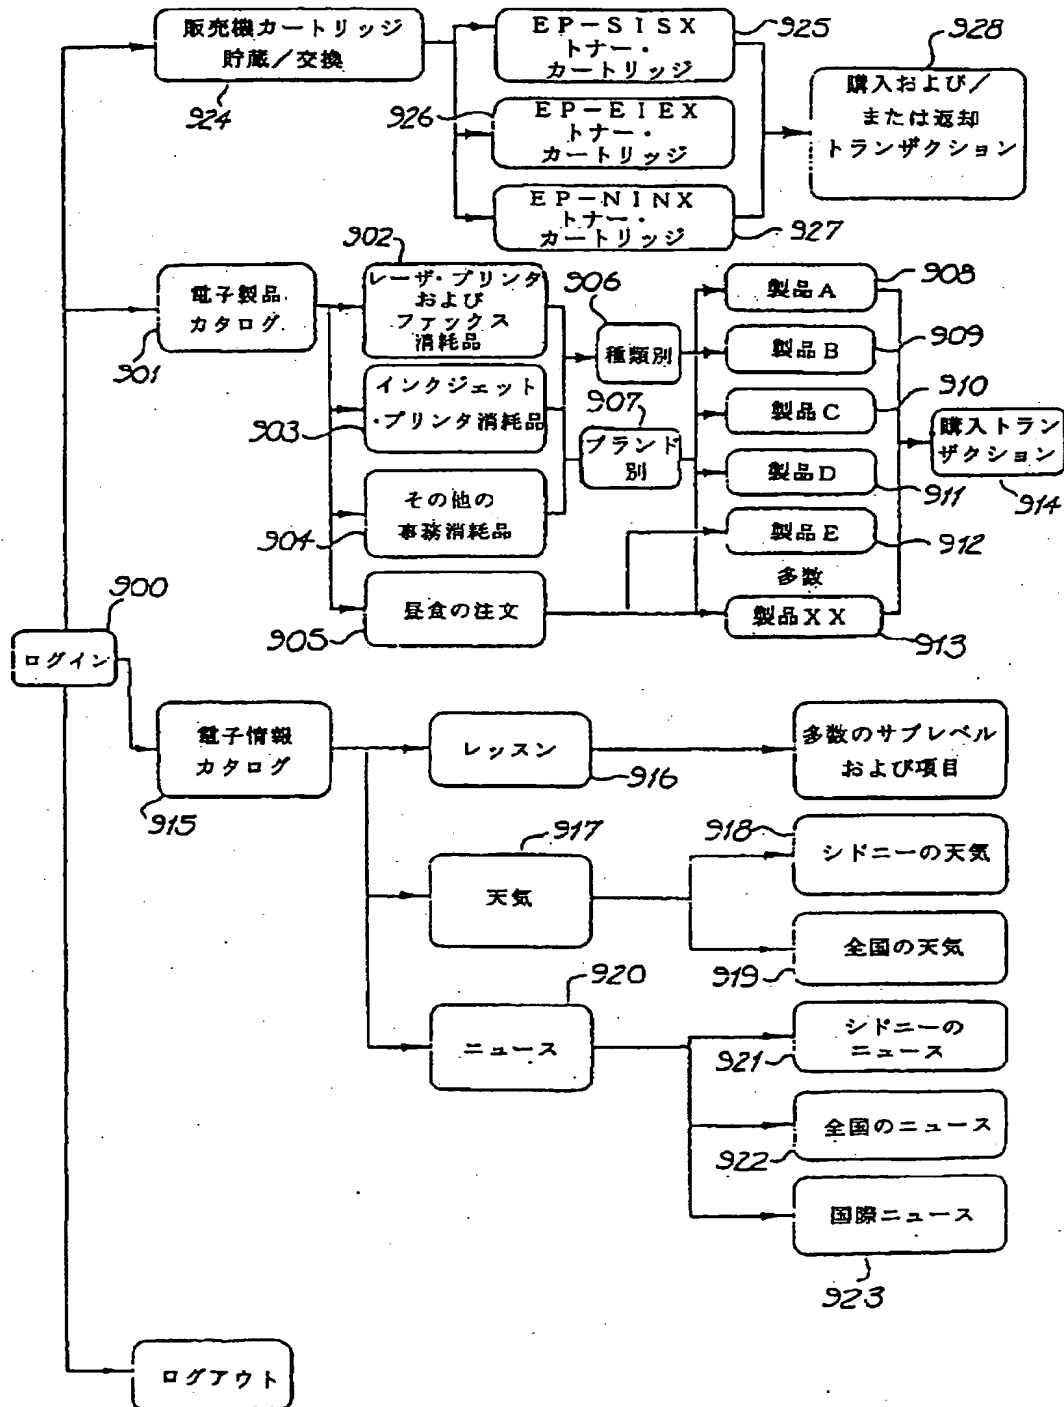 販売機カートリッジ
貯蔵/交換
924
EP-SISX
トナー・
カートリッジ
925
926
EP-EIEX
トナー・
カートリッジ
EP-NINX
トナー・
カートリッジ
927
928
購入および/
または返却
トランザクション
電子製品
カタログ
901
902
レーザ・プリンタ
および
ファックス
消耗品
インクジェット
・プリンタ消耗品
903
その他の
事務消耗品
904
昼食の注文
905
906
種類別
907
ブランド
別
製品A
908
製品B
909
製品C
910
製品D
911
製品E
912
多数
製品XX
913
購入トラン
ザクション
914
900
ログイン
電子情報
カタログ
915
レッスン
916
多数のサブレベル
および項目
917
天気
918
シドニーの天気
全国の天気
919
920
ニュース
シドニーの
ニュース
921
全国のニュース
922
国際ニュース
923
ログアウト